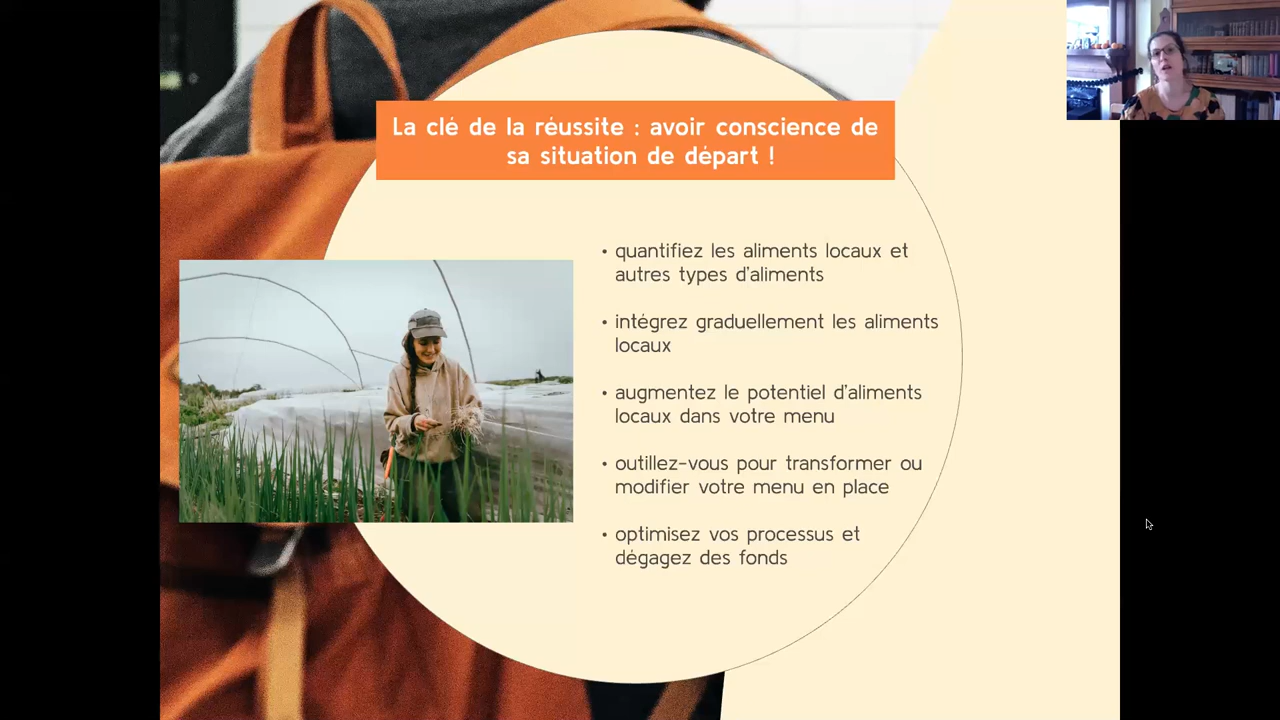 La clé de la réussite : avoir conscience de
sa situation de départ !
• quantifiez les aliments locaux et
autres types d'aliments
• intégrez graduellement les aliments
locaux
• augmentez le potentiel d'aliments
locaux dans votre menu
• outillez-vous pour transformer ou
modifier votre menu en place
• optimisez vos processus et
dégagez des fonds